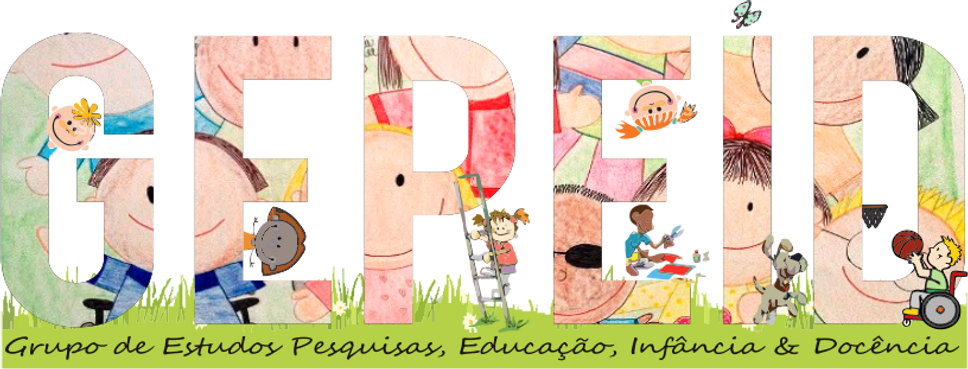 GEPEID
Grupo de Estudos Pesquisas, Educação, Infância & Docência